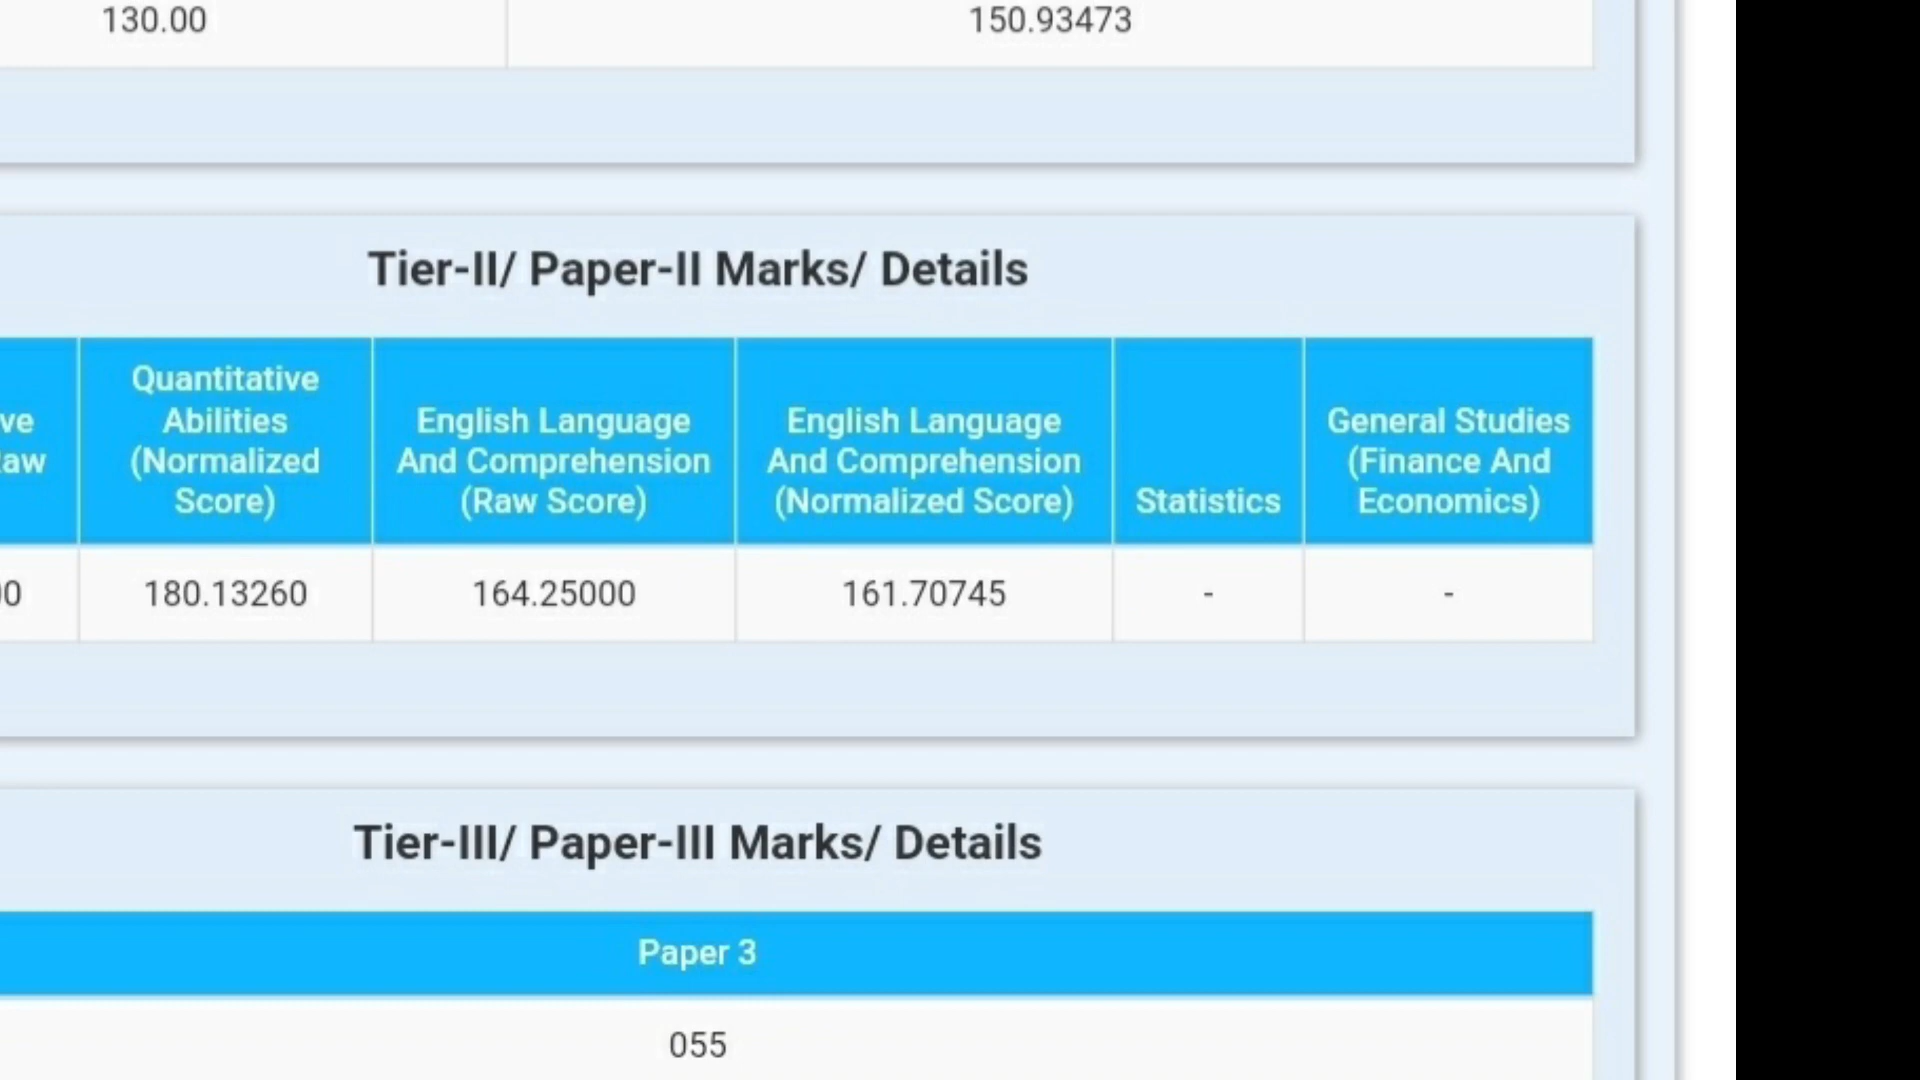 130.00 150.93473
Tier-II/ Paper-II Marks/ Details
Quantitative
Abilities
(Normalized
Score)
English Language
And Comprehension
(Raw Score)
English Language
And Comprehension
(Normalized Score)
Statistics
General Studies
(Finance And
Economics)
180.13260 164.25000 161.70745 - -
Tier-III/ Paper-III Marks/ Details
Paper 3
055